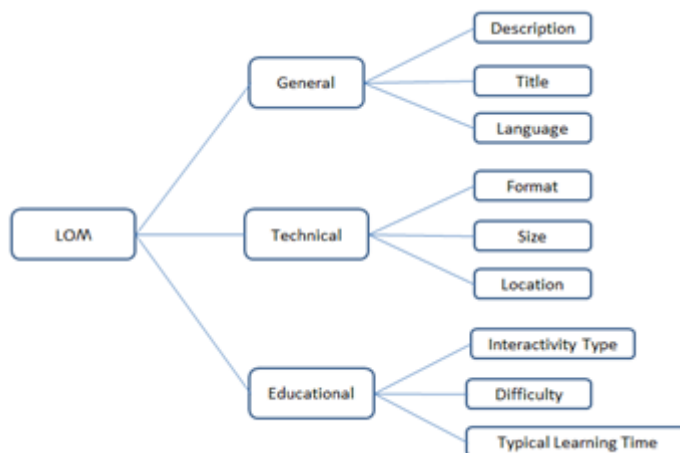 Description
General
Title
Language
Format
LOM
Technical
Size
Location
Interactivity Type
Educational
Difficulty
Typical Learning Time